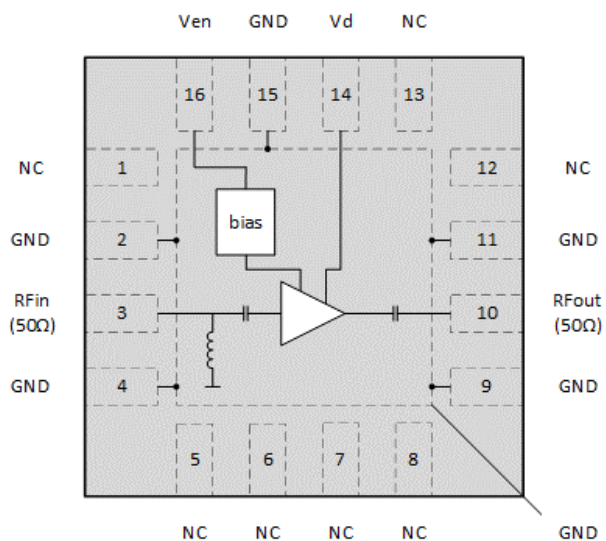 Ven GND Vd NC
16 15 14 13
NC 1 12 NC
bias
GND 2 11 GND
RFin 3 10 RFout
(50Ω) (50Ω)
GND 4 9 GND
5 6 7 8
NC NC NC NC GND